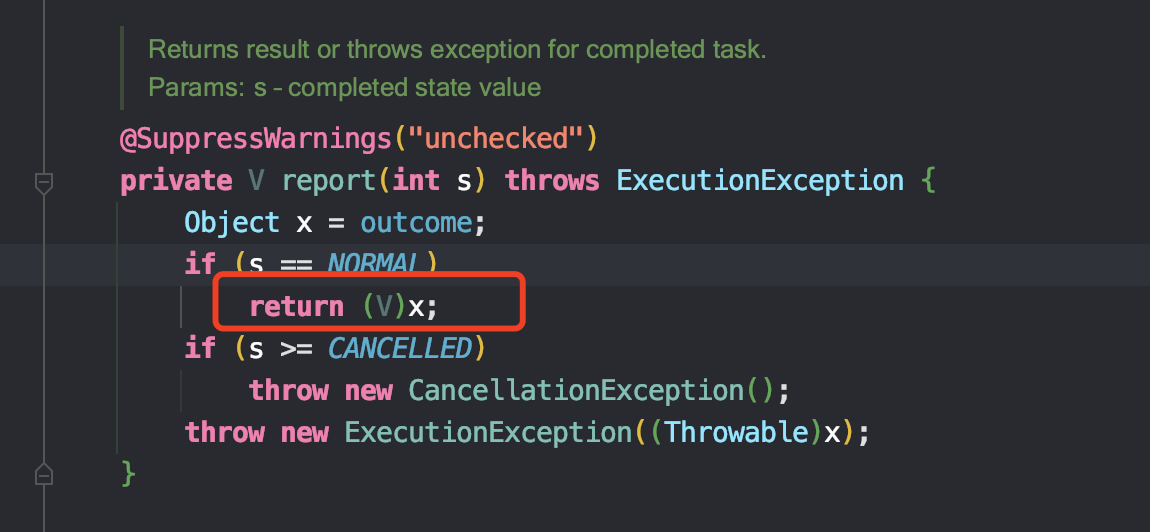 Returns result or throws exception for completed task.
Params: s – completed state value
@SuppressWarnings("unchecked")
private V report(int s) throws ExecutionException {
Object x = outcome;
if (s == NORMAL)
return (V)x;
if (s >= CANCELLED)
throw new CancellationException();
throw new ExecutionException((Throwable)x);
}